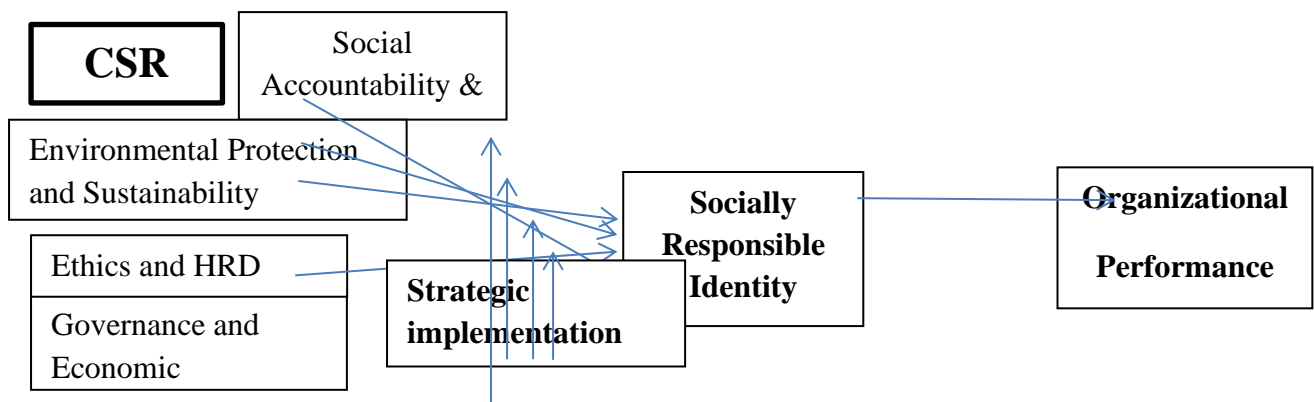 CSR
Social
Accountability &
Environmental Protection
and Sustainability
Ethics and HRD
Governance and
Economic
Strategic
implementation
Socially
Responsible
Identity
Organizational
Performance